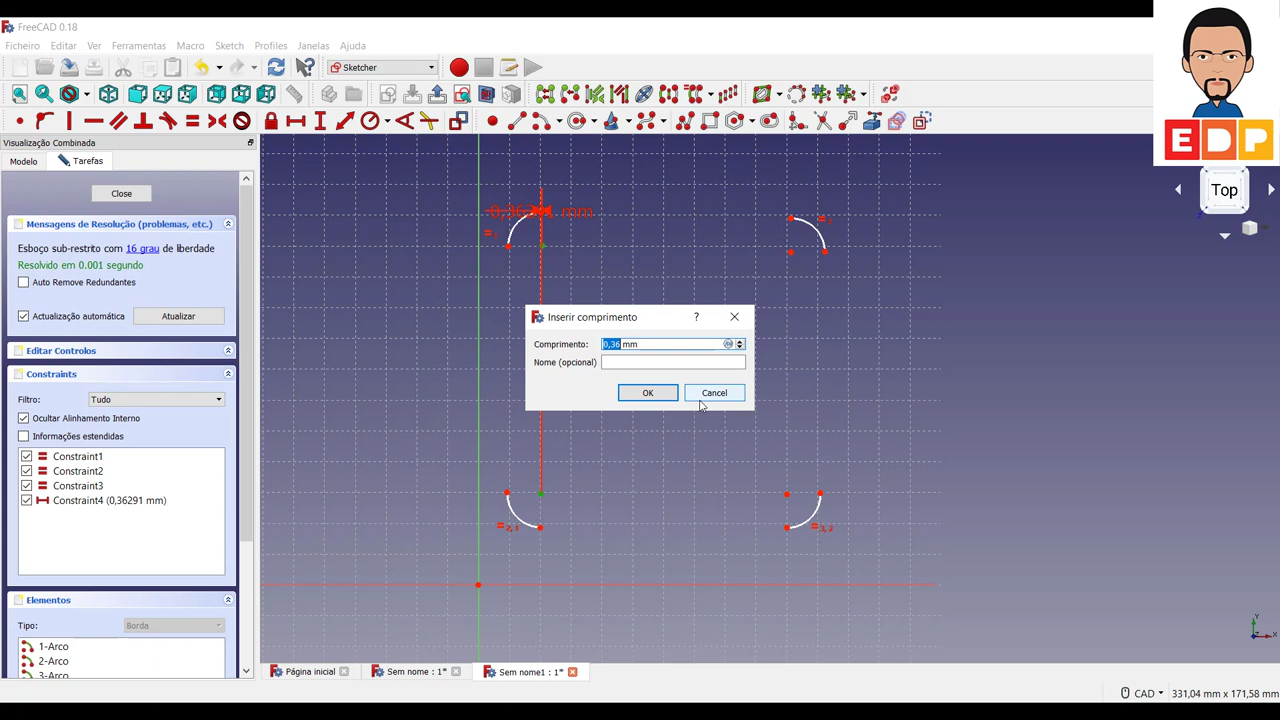 FreeCAD 0.18
Ficheiro Editar Ver Ferramentas Macro Sketch Profiles Janelas Ajuda
Sketcher
EDP
Visualização Combinada
Modelo Tarefas
Close
Top
Mensagens de Resolução (problemas, etc.)
Esboço sub-restrito com 16 grau de liberdade
Resolvido em 0.001 segundo
Auto Remove Redundantes
Actualização automática Atualizar
Editar Controlos
Constraints
Filtro: Tudo
Ocultar Alinhamento Interno
Informações estendidas
Constraint1
Constraint2
Constraint3
Constraint4 (0,36291 mm)
Elementos
Tipo: Borda
1-Arco
2-Arco
3-Arco
Inserir comprimento ?
Comprimento: 0,36 mm
Nome (opcional)
OK Cancel
Página inicial Sem nome : 1* Sem nome1 : 1*
CAD 331,04 mm x 171,58 mm